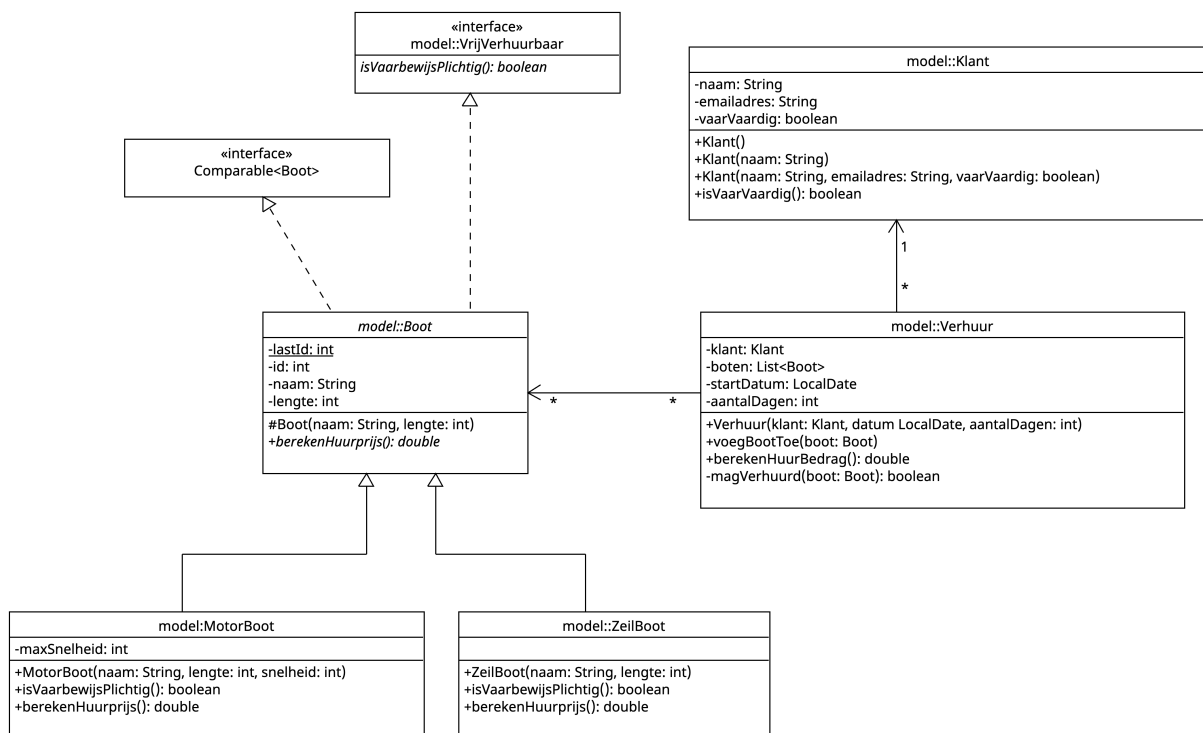 «interface»
model::VrijVerhuurbaar
isVaarbewijsPlichtig(): boolean
model::Klant
-naam: String
-emailadres: String
-vaarVaardig: boolean
+Klant()
+Klant(naam: String)
+Klant(naam: String, emailadres: String, vaarVaardig: boolean)
+isVaarVaardig(): boolean
«interface»
Comparable<Boot>
1
*
model::Boot
-lastId: int
-id: int
-naam: String
-lengte: int
#Boot(naam: String, lengte: int)
+berekenHuurprijs(): double
*
*
model::Verhuur
-klant: Klant
-boten: List<Boot>
-startDatum: LocalDate
-aantalDagen: int
+Verhuur(klant: Klant, datum LocalDate, aantalDagen: int)
+voegBootToe(boot: Boot)
+berekenHuurBedrag(): double
-magVerhuurd(boot: Boot): boolean
model:MotorBoot
-maxSnelheid: int
+MotorBoot(naam: String, lengte: int, snelheid: int)
+isVaarbewijsPlichtig(): boolean
+berekenHuurprijs(): double
model::ZeilBoot
+ZeilBoot(naam: String, lengte: int)
+isVaarbewijsPlichtig(): boolean
+berekenHuurprijs(): double